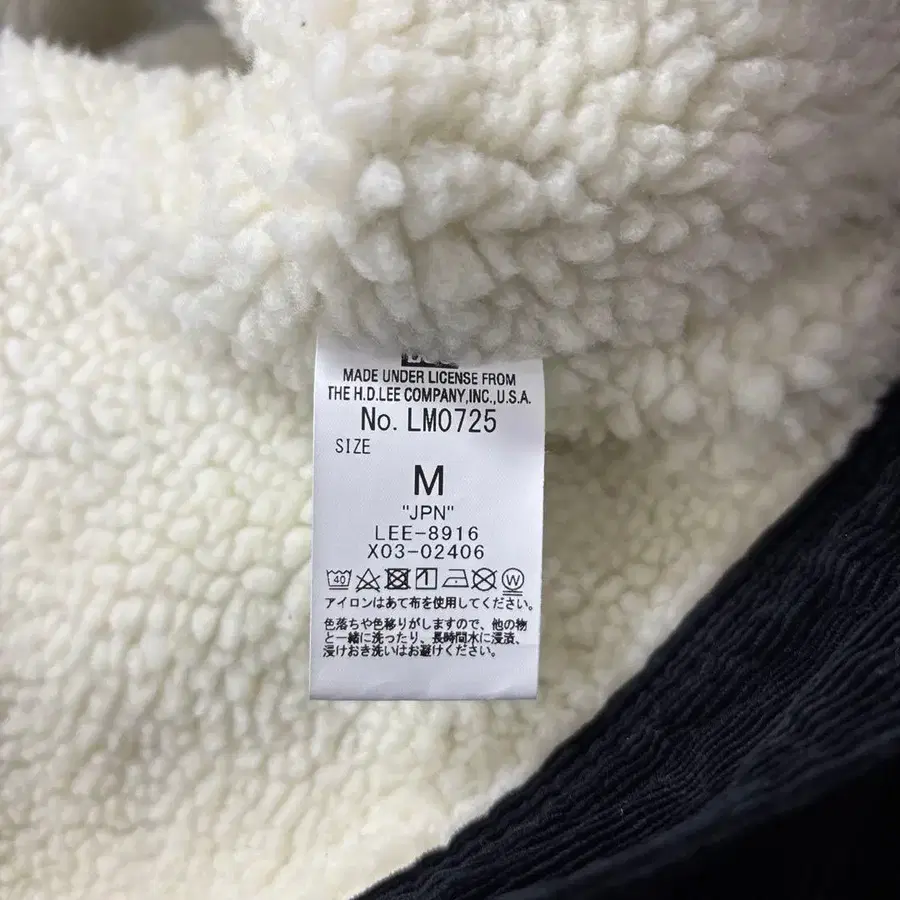 MADE UNDER LICENSE FROM
THE H.D.LEE COMPANY,INC.,U.S.A.
No. LM0725
SIZE
M
"JPN"
LEE-8916
X03-02406
40 1 W
アイロンはあて布を使用してください。
色落ちや色移りがしますので、他の物
と一緒に洗ったり、長時間水に浸漬、
浸けおき洗いはお避けください。